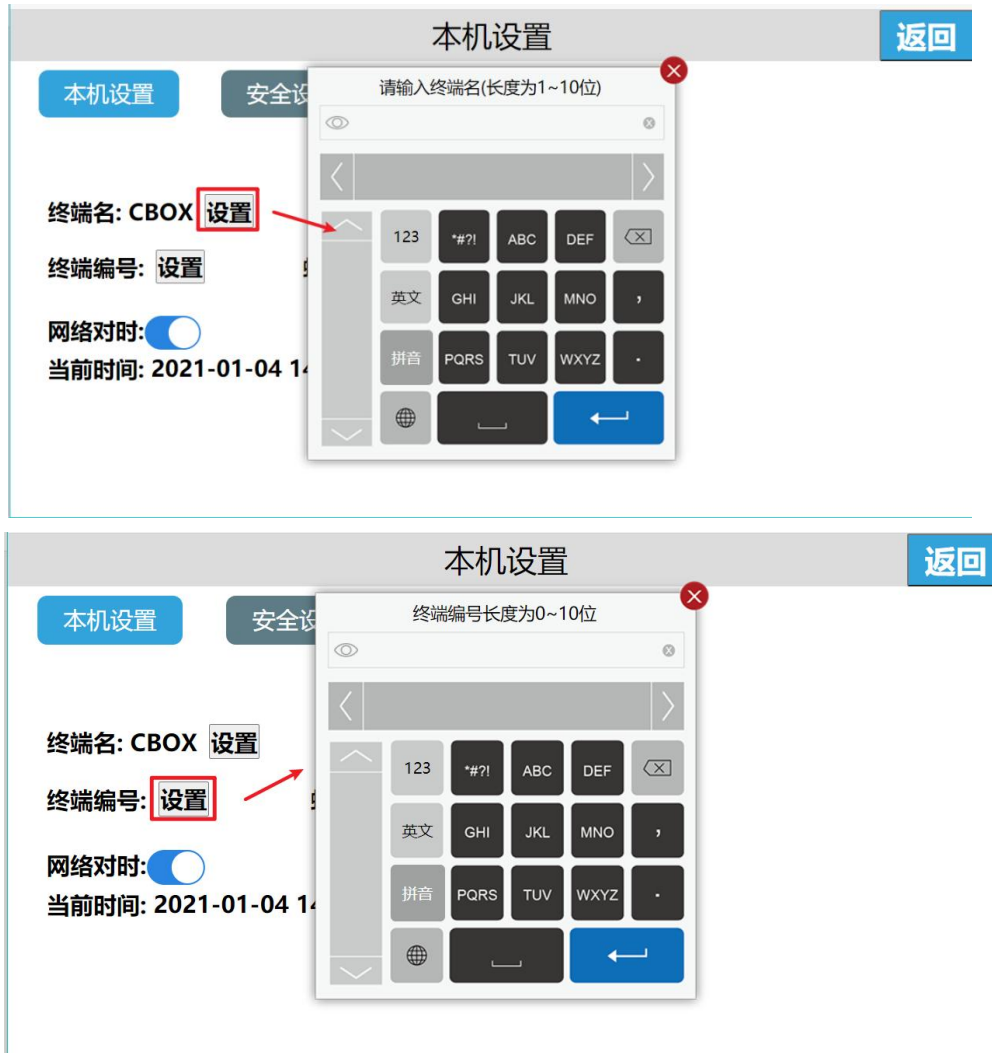 本机设置
返回
本机设置
安全设
请输入终端名(长度为1~10位)
终端名: CBOX 设置
123 *#?! ABC DEF
终端编号: 设置
英文 GHI JKL MNO ,
网络对时:
拼音 PQRS TUV WXYZ .
当前时间: 2021-01-04 14
本机设置
返回
本机设置
安全设
终端编号长度为0~10位
终端名: CBOX 设置
123 *#?! ABC DEF
终端编号: 设置
英文 GHI JKL MNO ,
网络对时:
拼音 PQRS TUV WXYZ .
当前时间: 2021-01-04 14